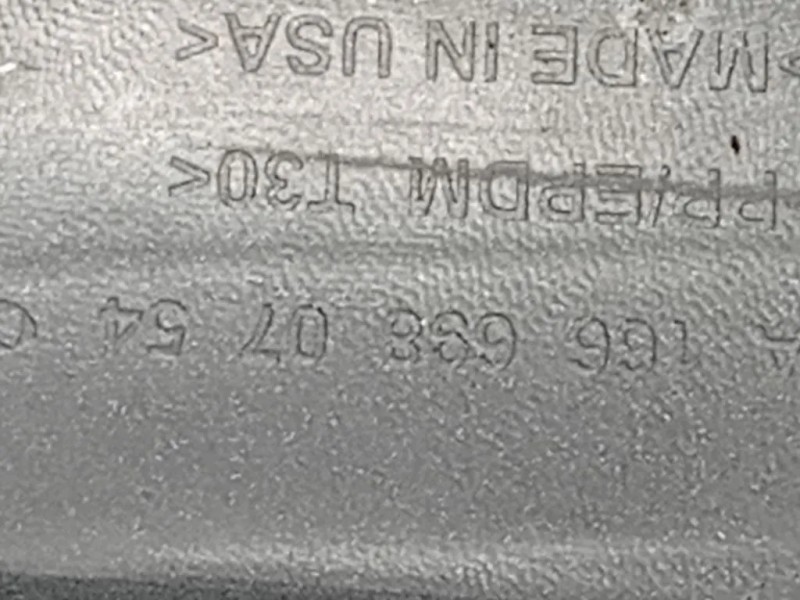 A 166 698 07 54
PP/EPDM T30<
>MADE IN USA<